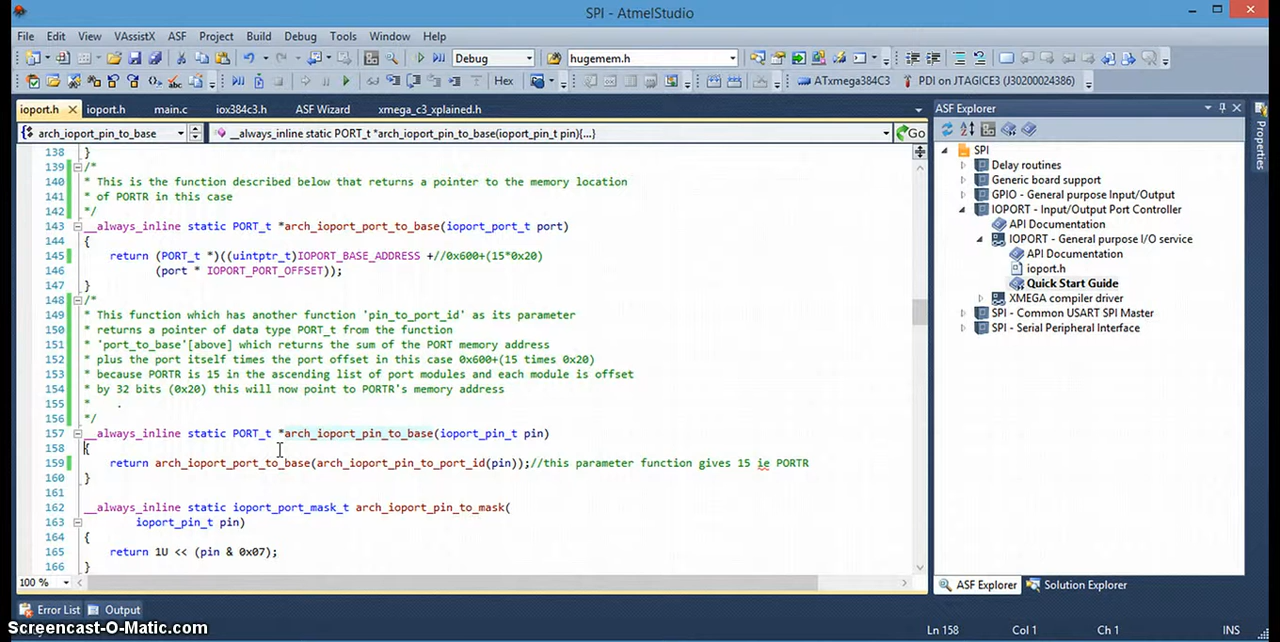 SPI - AtmelStudio
File Edit View VAssistX ASF Project Build Debug Tools Window Help
Debug hugemem.h
Hex ATxmega384C3 PDI on JTAGICE3 (J30200024386)
ioport.h ioport.h main.c iox384c3.h ASF Wizard xmega_c3_xplained.h
arch_ioport_pin_to_base __always_inline static PORT_t *arch_ioport_pin_to_base(ioport_pin_t pin){...} Go
138 }
139 /*
140 * This is the function described below that returns a pointer to the memory location
141 * of PORTR in this case
142 */
143 __always_inline static PORT_t *arch_ioport_port_to_base(ioport_port_t port)
144 {
145 return (PORT_t *)((uintptr_t)IOPORT_BASE_ADDRESS +//0x600+(15*0x20)
146 (port * IOPORT_PORT_OFFSET));
147 }
148 /*
149 * This function which has another function 'pin_to_port_id' as its parameter
150 * returns a pointer of data type PORT_t from the function
151 * 'port_to_base'[above] which returns the sum of the PORT memory address
152 * plus the port itself times the port offset in this case 0x600+(15 times 0x20)
153 * because PORTR is 15 in the ascending list of port modules and each module is offset
154 * by 32 bits (0x20) this will now point to PORTR's memory address
155 * .
156 */
157 __always_inline static PORT_t *arch_ioport_pin_to_base(ioport_pin_t pin)
158 {
159 return arch_ioport_port_to_base(arch_ioport_pin_to_port_id(pin));//this parameter function gives 15 ie PORTR
160 }
161
162 __always_inline static ioport_port_mask_t arch_ioport_pin_to_mask(
163 ioport_pin_t pin)
164 {
165 return 1U << (pin & 0x07);
166 }
100 %
ASF Explorer
SPI
Delay routines
Generic board support
GPIO - General purpose Input/Output
IOPORT - Input/Output Port Controller
API Documentation
IOPORT - General purpose I/O service
API Documentation
ioport.h
Quick Start Guide
XMEGA compiler driver
SPI - Common USART SPI Master
SPI - Serial Peripheral Interface
ASF Explorer Solution Explorer
Properties
Error List Output
Ln 158 Col 1 Ch 1 INS
Screencast-O-Matic.com